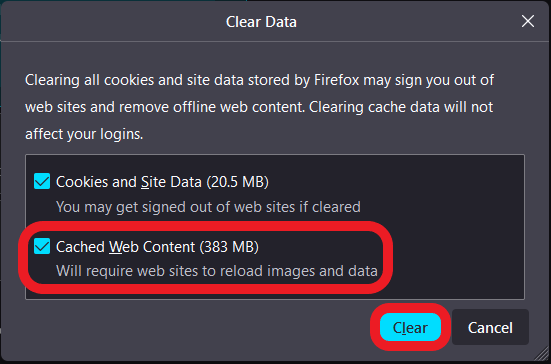 Clear Data
Clearing all cookies and site data stored by Firefox may sign you out of
web sites and remove offline web content. Clearing cache data will not
affect your logins.
Cookies and Site Data (20.5 MB)
You may get signed out of web sites if cleared
Cached Web Content (383 MB)
Will require web sites to reload images and data
Clear Cancel